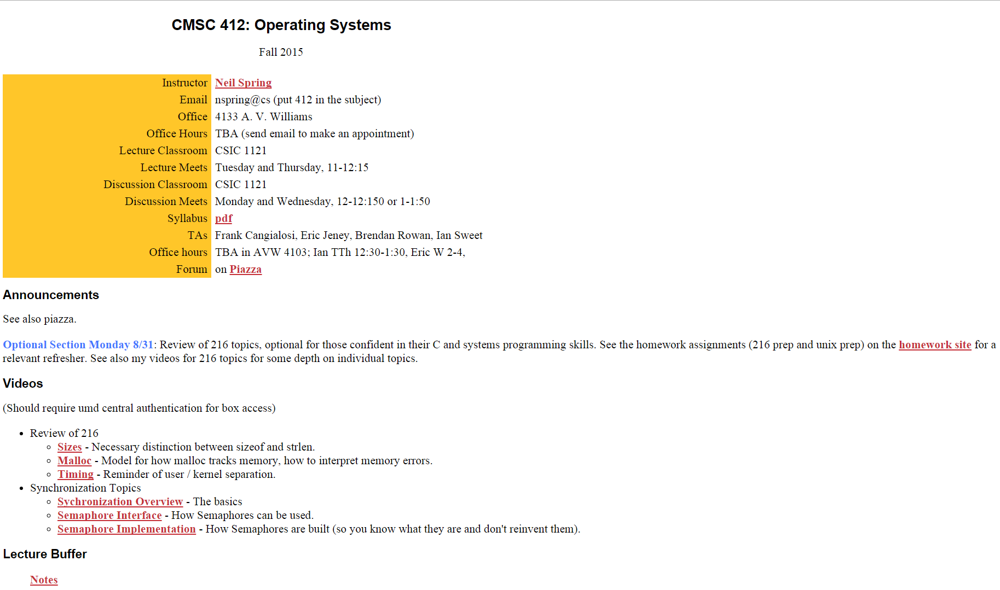 CMSC 412: Operating Systems
Fall 2015
Instructor Neil Spring
Email nspring@cs (put 412 in the subject)
Office 4133 A. V. Williams
Office Hours TBA (send email to make an appointment)
Lecture Classroom CSIC 1121
Lecture Meets Tuesday and Thursday, 11-12:15
Discussion Classroom CSIC 1121
Discussion Meets Monday and Wednesday, 12-12:150 or 1-1:50
Syllabus pdf
TAs Frank Cangialosi, Eric Jeney, Brendan Rowan, Ian Sweet
Office hours TBA in AVW 4103; Ian TTh 12:30-1:30, Eric W 2-4,
Forum on Piazza
Announcements
See also piazza.
Optional Section Monday 8/31: Review of 216 topics, optional for those confident in their C and systems programming skills. See the homework assignments (216 prep and unix prep) on the homework site for a
relevant refresher. See also my videos for 216 topics for some depth on individual topics.
Videos
(Should require umd central authentication for box access)
• Review of 216
◦ Sizes - Necessary distinction between sizeof and strlen.
◦ Malloc - Model for how malloc tracks memory, how to interpret memory errors.
◦ Timing - Reminder of user / kernel separation.
• Synchronization Topics
◦ Sychronization Overview - The basics
◦ Semaphore Interface - How Semaphores can be used.
◦ Semaphore Implementation - How Semaphores are built (so you know what they are and don't reinvent them).
Lecture Buffer
Notes